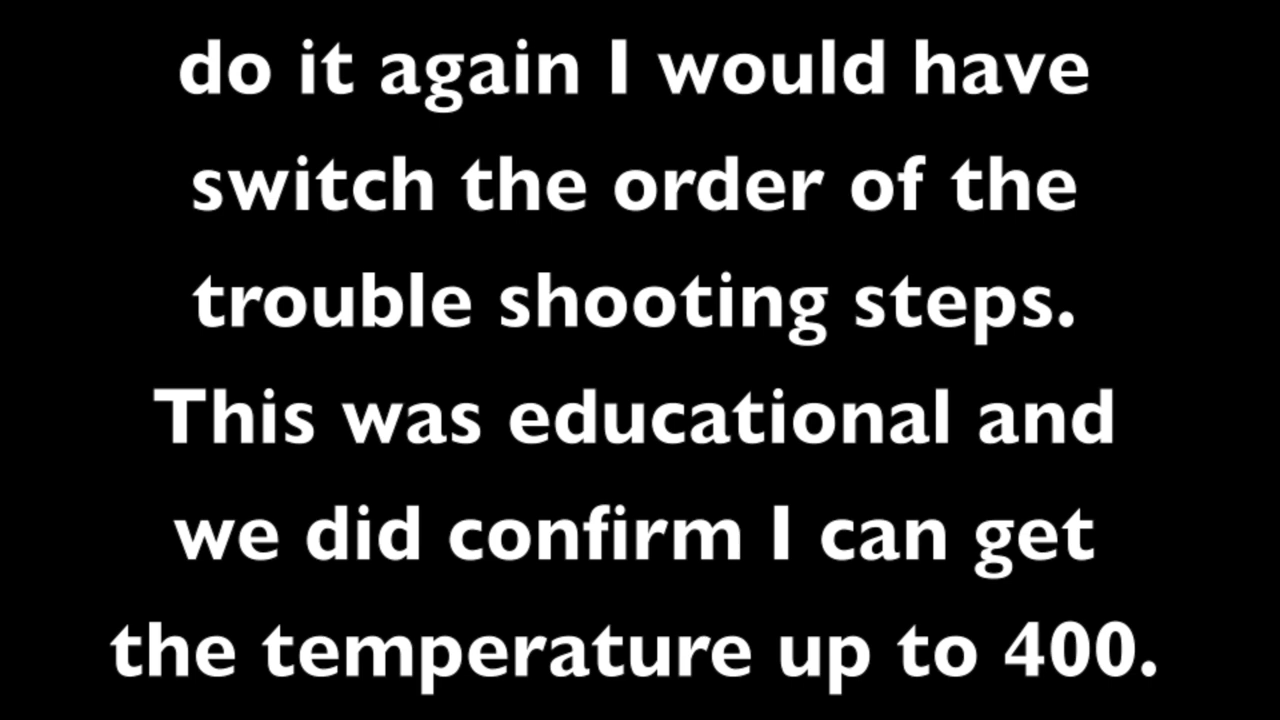 do it again I would have
switch the order of the
trouble shooting steps.
This was educational and
we did confirm I can get
the temperature up to 400.